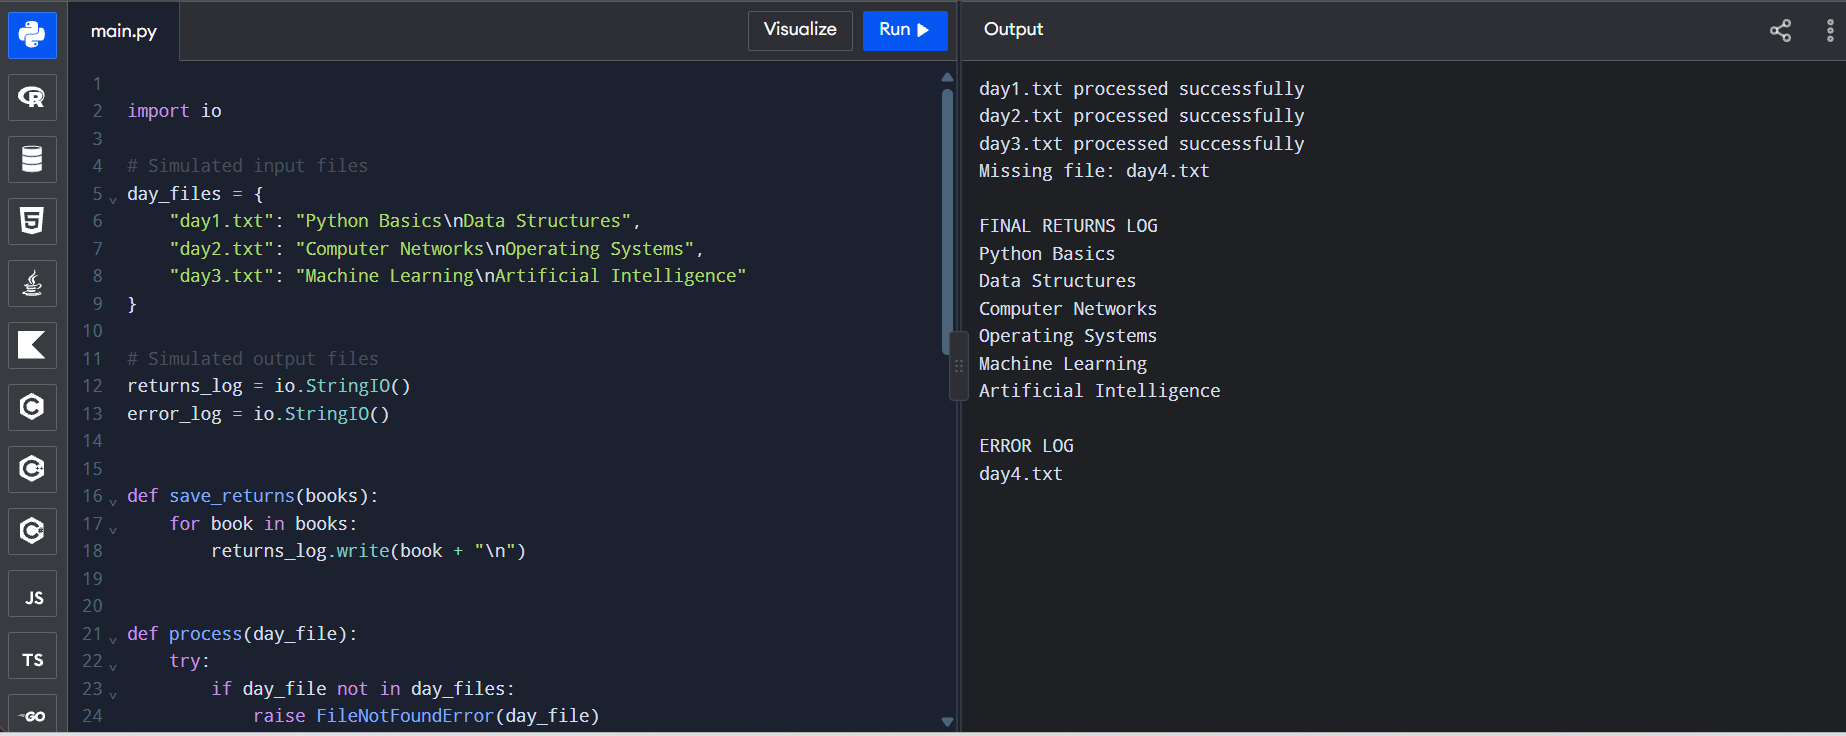 main.py
Visualize
Run
Output
1
2 import io
3
4 # Simulated input files
5 day_files = {
6     "day1.txt": "Python Basics\nData Structures",
7     "day2.txt": "Computer Networks\nOperating Systems",
8     "day3.txt": "Machine Learning\nArtificial Intelligence"
9 }
10
11 # Simulated output files
12 returns_log = io.StringIO()
13 error_log = io.StringIO()
14
15
16 def save_returns(books):
17     for book in books:
18         returns_log.write(book + "\n")
19
20
21 def process(day_file):
22     try:
23         if day_file not in day_files:
24             raise FileNotFoundError(day_file)
day1.txt processed successfully
day2.txt processed successfully
day3.txt processed successfully
Missing file: day4.txt
FINAL RETURNS LOG
Python Basics
Data Structures
Computer Networks
Operating Systems
Machine Learning
Artificial Intelligence
ERROR LOG
day4.txt
R
5
C
C
C
JS
TS
GO